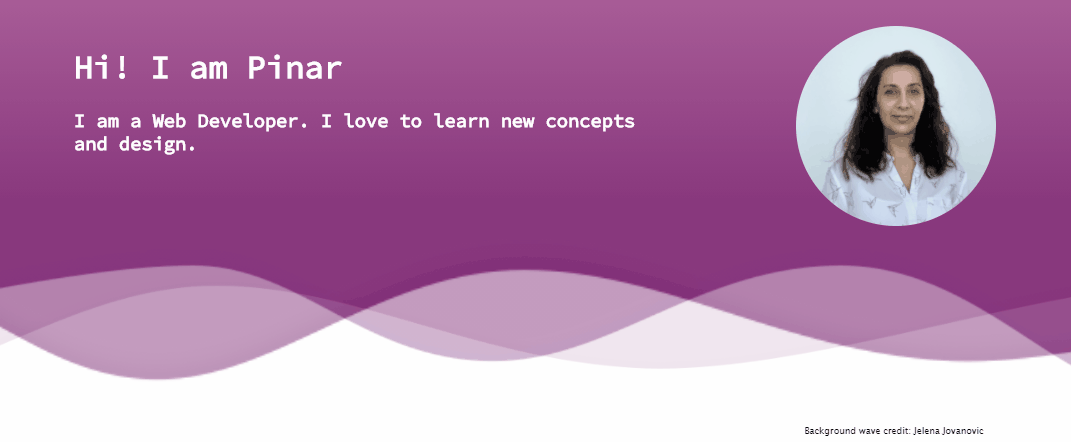 Hi! I am Pinar
I am a Web Developer. I love to learn new concepts
and design.
Background wave credit: Jelena Jovanovic